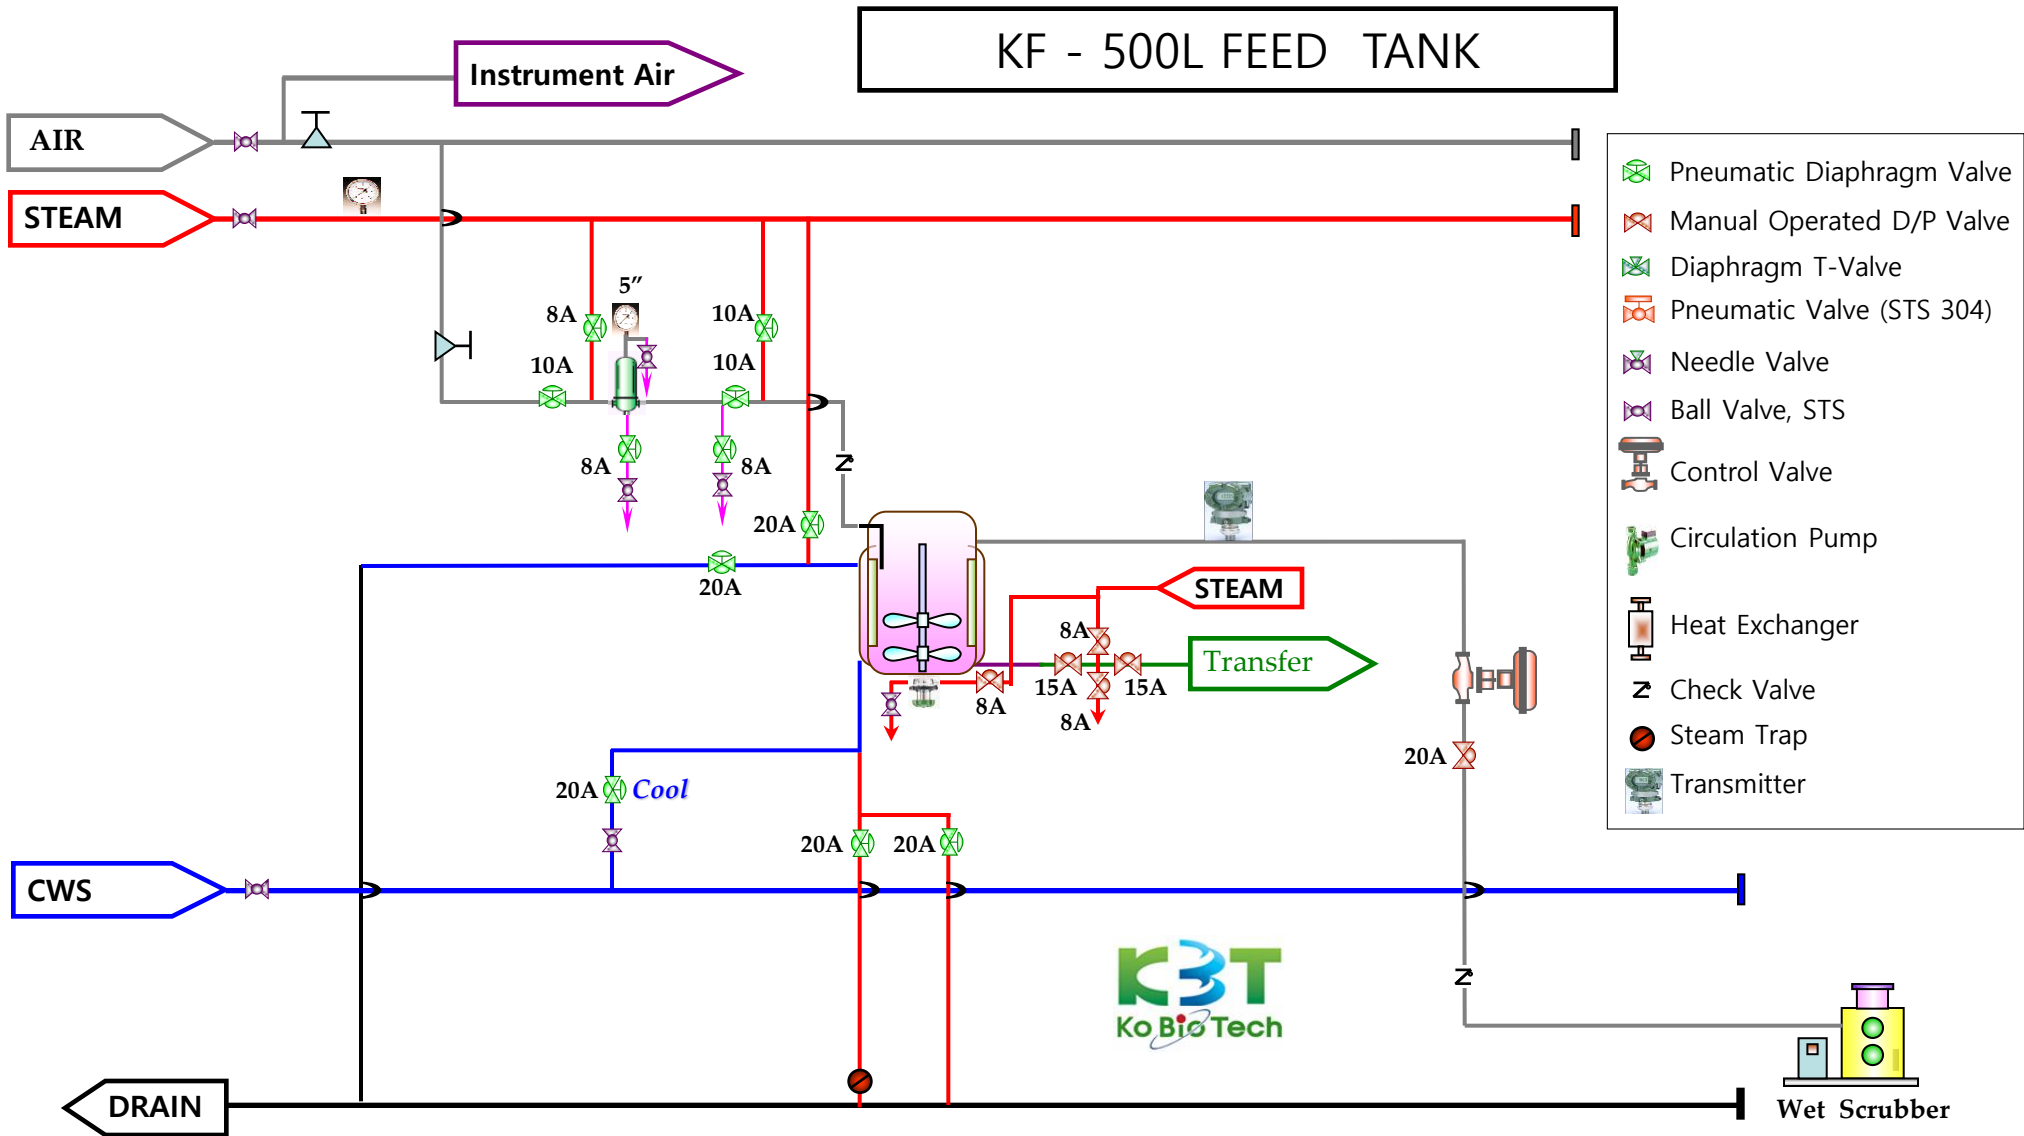 KF - 500L FEED TANK
Instrument Air
AIR
STEAM
5″
8A
10A
10A
10A
8A
8A
20A
20A
STEAM
8A
Transfer
15A
15A
8A
8A
20A
20A
Cool
20A
20A
CWS
DRAIN
KBT
KoBioTech
Wet Scrubber
Pneumatic Diaphragm Valve
Manual Operated D/P Valve
Diaphragm T-Valve
Pneumatic Valve (STS 304)
Needle Valve
Ball Valve, STS
Control Valve
Circulation Pump
Heat Exchanger
Check Valve
Steam Trap
Transmitter